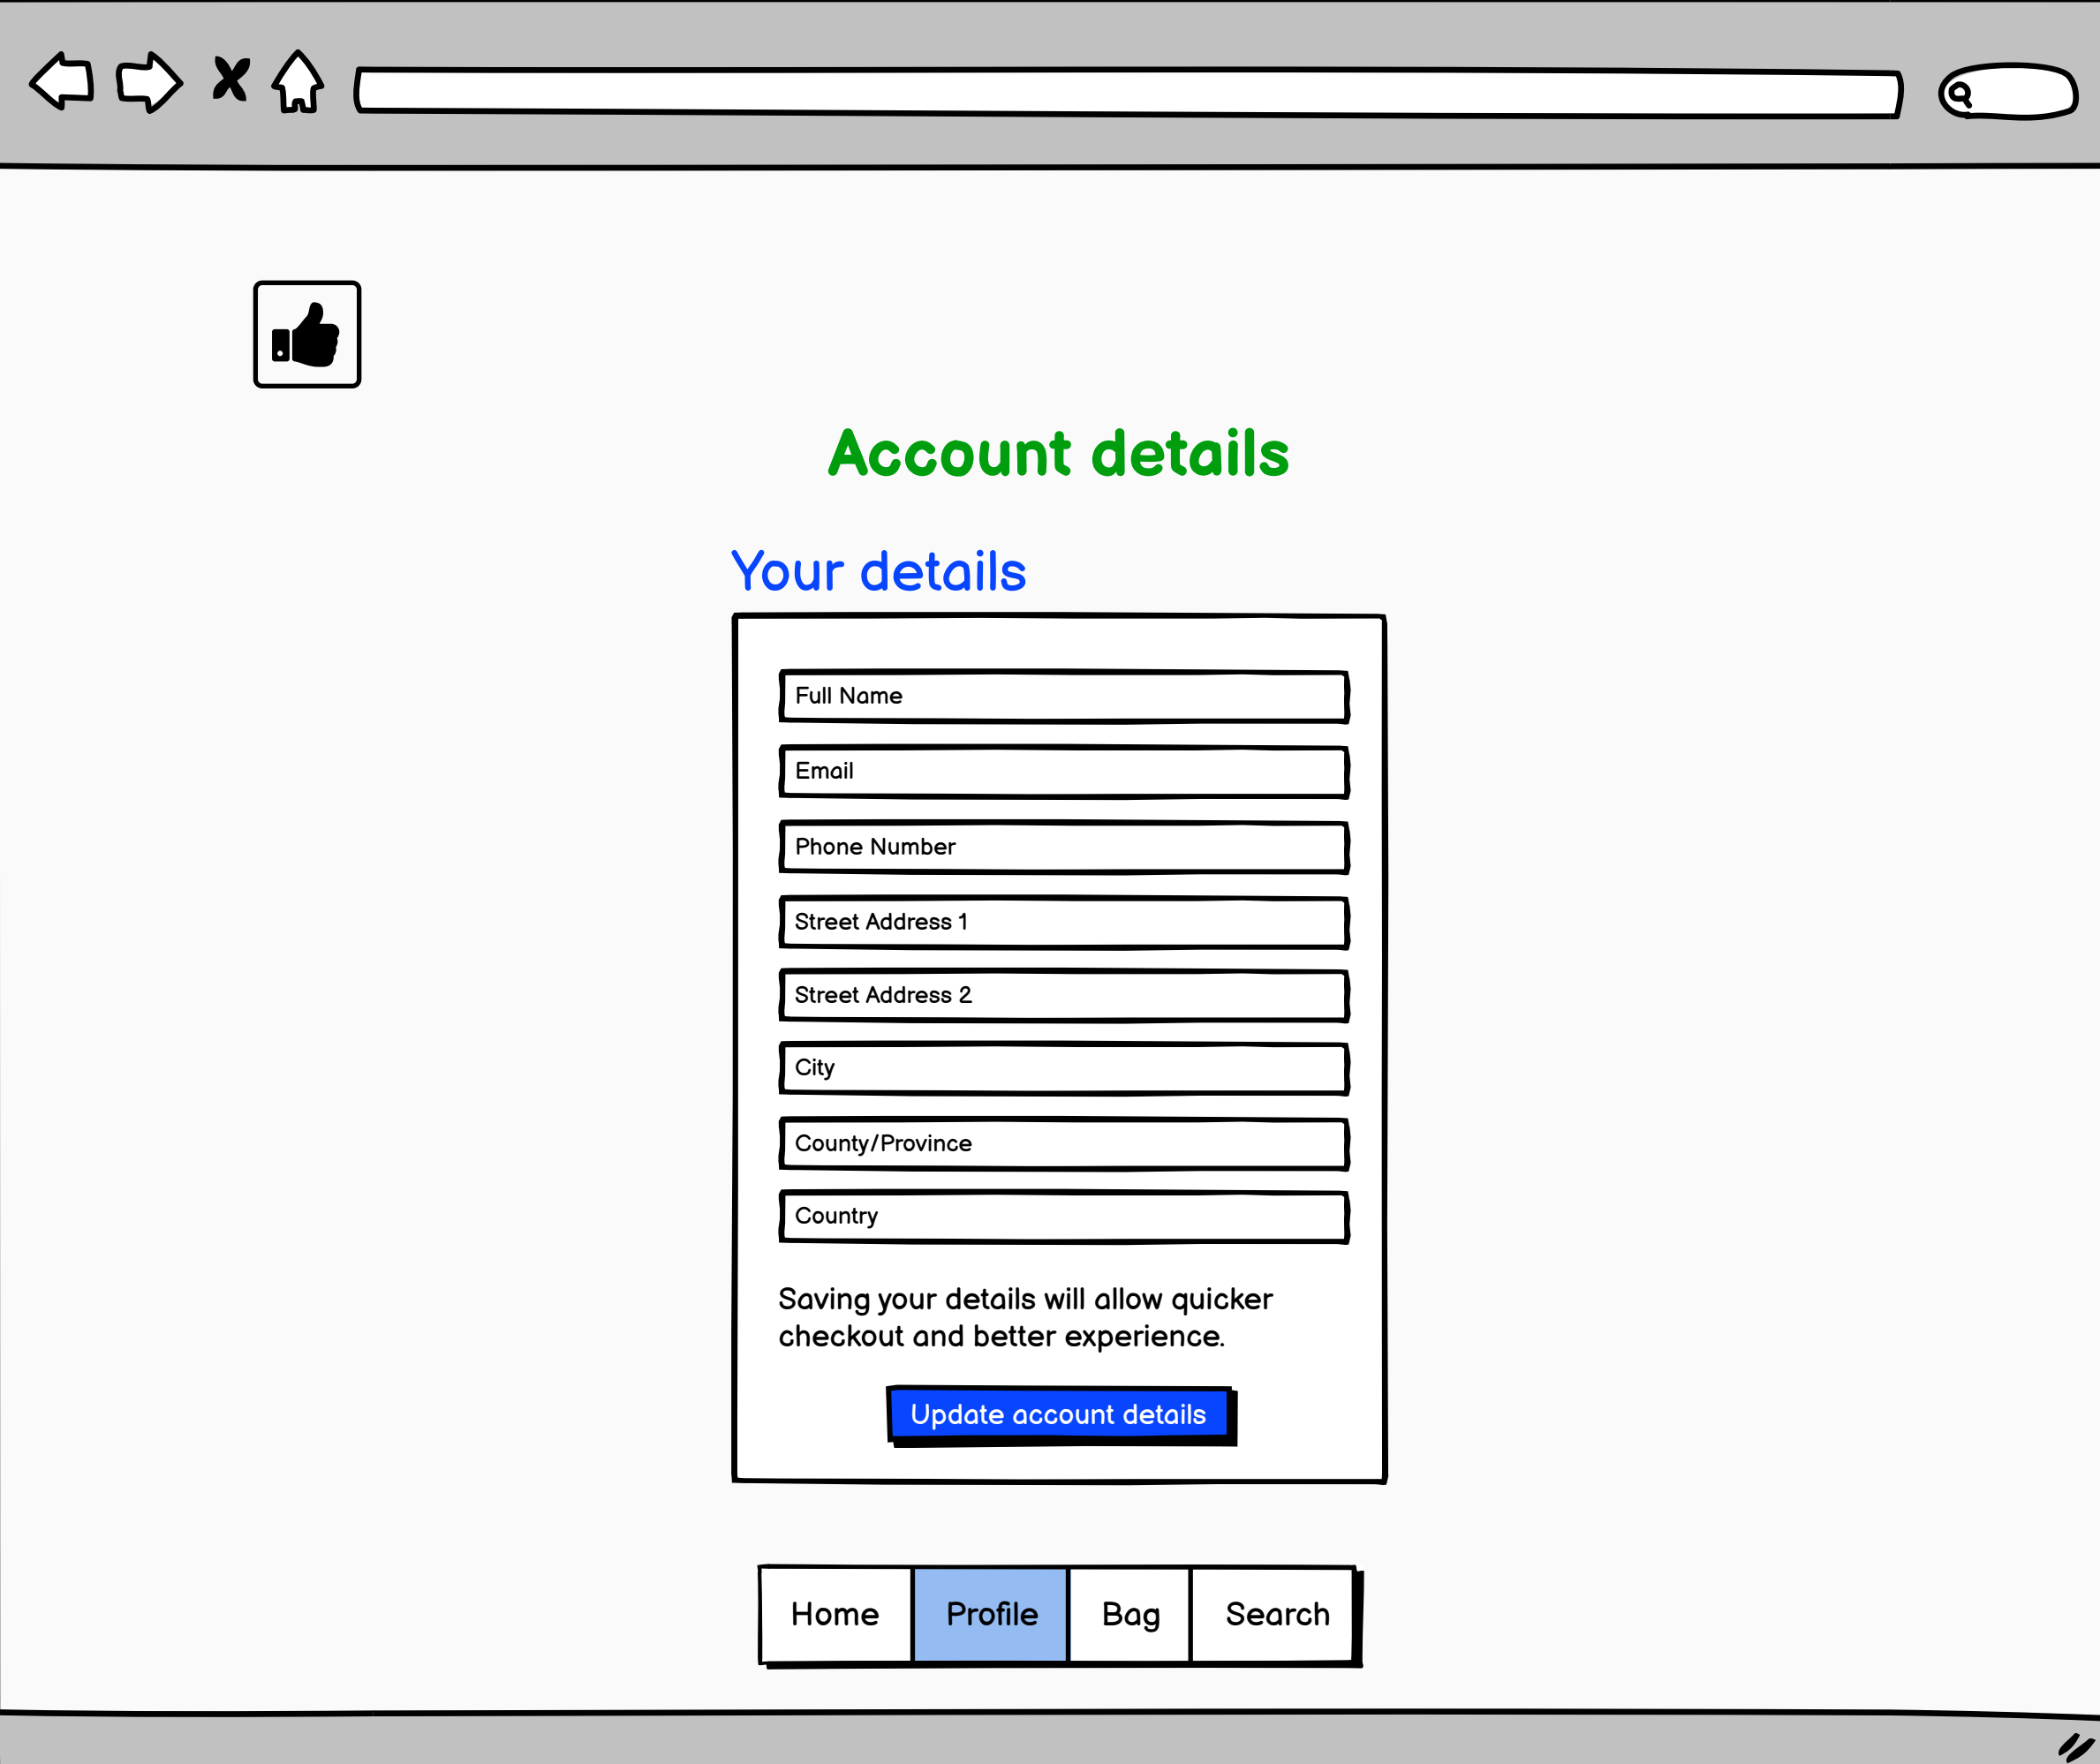 Account details
Your details
Full Name
Email
Phone Number
Street Address 1
Street Address 2
City
County/Province
Country
Saving your details will allow quicker
checkout and better experience.
Update account details
Home Profile Bag Search